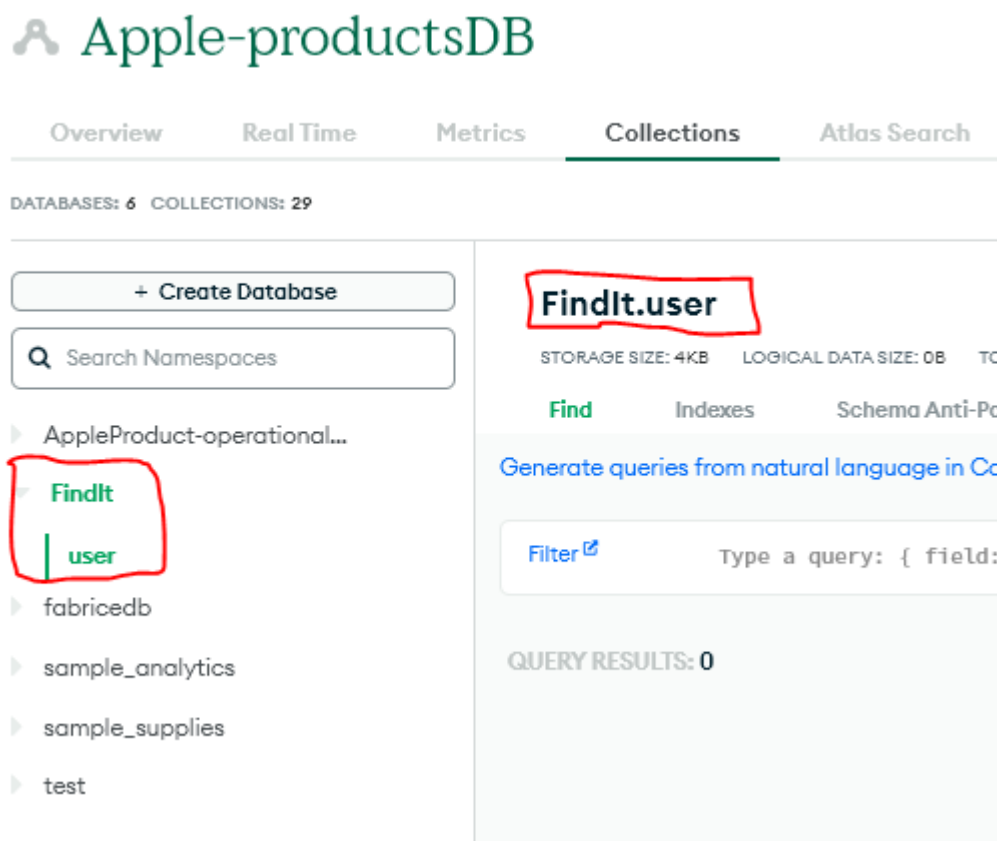 Apple-productsDB
Overview Real Time Metrics Collections Atlas Search
DATABASES: 6 COLLECTIONS: 29
+ Create Database
Search Namespaces
AppleProduct-operational...
FindIt
user
fabricedb
sample_analytics
sample_supplies
test
FindIt.user
STORAGE SIZE: 4KB LOGICAL DATA SIZE: 0B
Find Indexes Schema
Generate queries from natural language in
Filter Type a query: { field:
QUERY RESULTS: 0